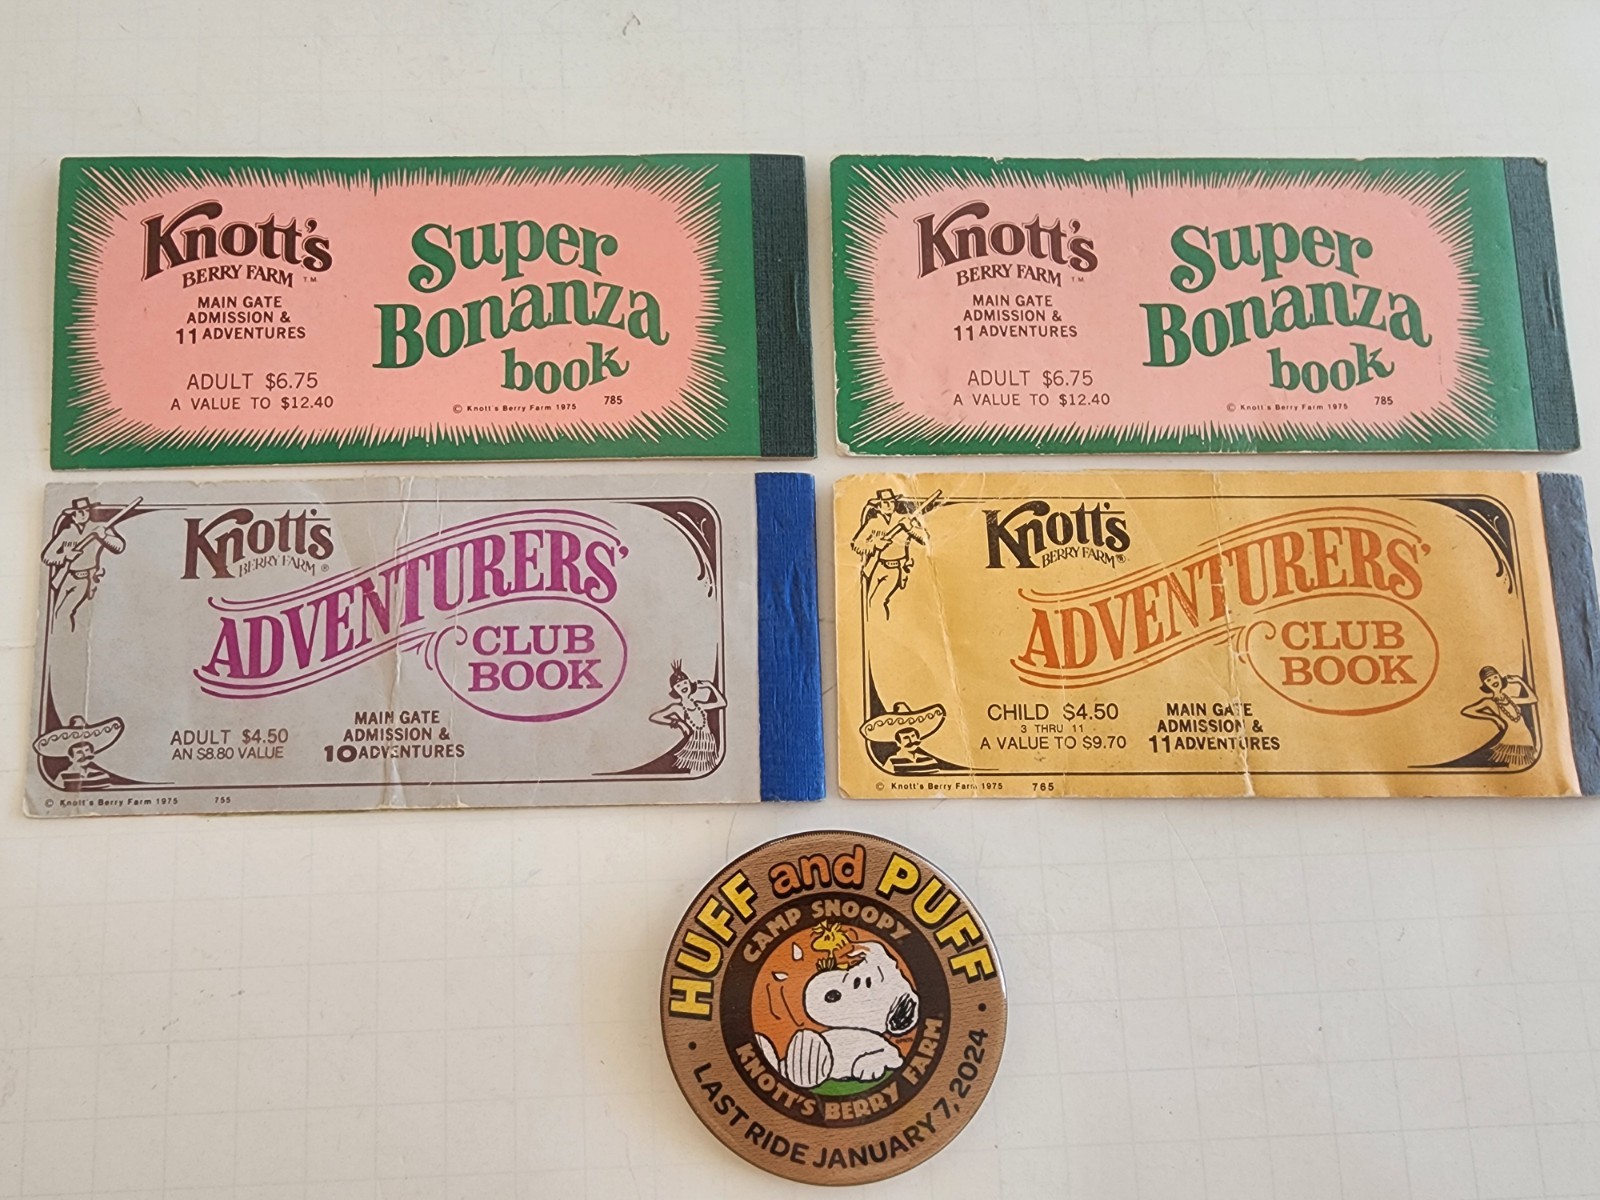 Knott's
BERRY FARM ™
MAIN GATE
ADMISSION &
11 ADVENTURES
ADULT $6.75
A VALUE TO $12.40
Super
Bonanza
book
© Knott's Berry Farm 1975 785
Knott's
BERRY FARM ™
MAIN GATE
ADMISSION &
11 ADVENTURES
ADULT $6.75
A VALUE TO $12.40
Super
Bonanza
book
© Knott's Berry Farm 1975 785
Knott's
BERRY FARM ®
ADVENTURERS'
CLUB
BOOK
ADULT $4.50
AN $8.80 VALUE
MAIN GATE
ADMISSION &
10 ADVENTURES
© Knott's Berry Farm 1975 755
Knott's
BERRY FARM ®
ADVENTURERS'
CLUB
BOOK
CHILD $4.50
3 THRU 11
A VALUE TO $9.70
MAIN GATE
ADMISSION &
11 ADVENTURES
© Knott's Berry Farm 1975 765
HUFF and PUFF
CAMP SNOOPY
KNOTT'S BERRY FARM
• LAST RIDE JANUARY 7, 2024 •